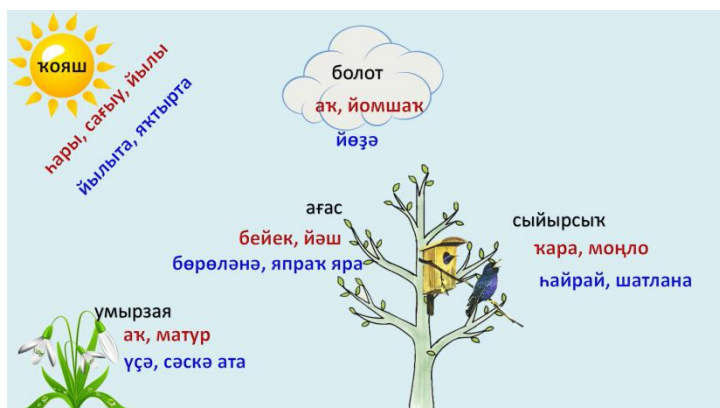 ҡояш
һары, сағыу, йылы
йылыта, яҡтырта
болот
аҡ, йомшаҡ
йөҙә
ағас
бейек, йәш
бөрөләнә, япраҡ яра
сыйырсыҡ
ҡара, моңло
һайрай, шатлана
умырзая
аҡ, матур
үҫә, сәскә ата